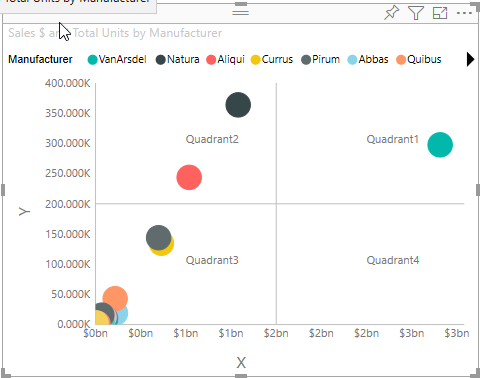 Total Units by Manufacturer
Sales $ an Total Units by Manufacturer
Manufacturer VanArsdel Natura Aliqui Currus Pirum Abbas Quibus
400.000K
350.000K
300.000K
250.000K
200.000K
150.000K
100.000K
50.000K
0.000K
Quadrant2 Quadrant1
Quadrant3 Quadrant4
Y
$0bn $0bn $1bn $1bn $2bn $2bn $2bn $3bn $3bn
X